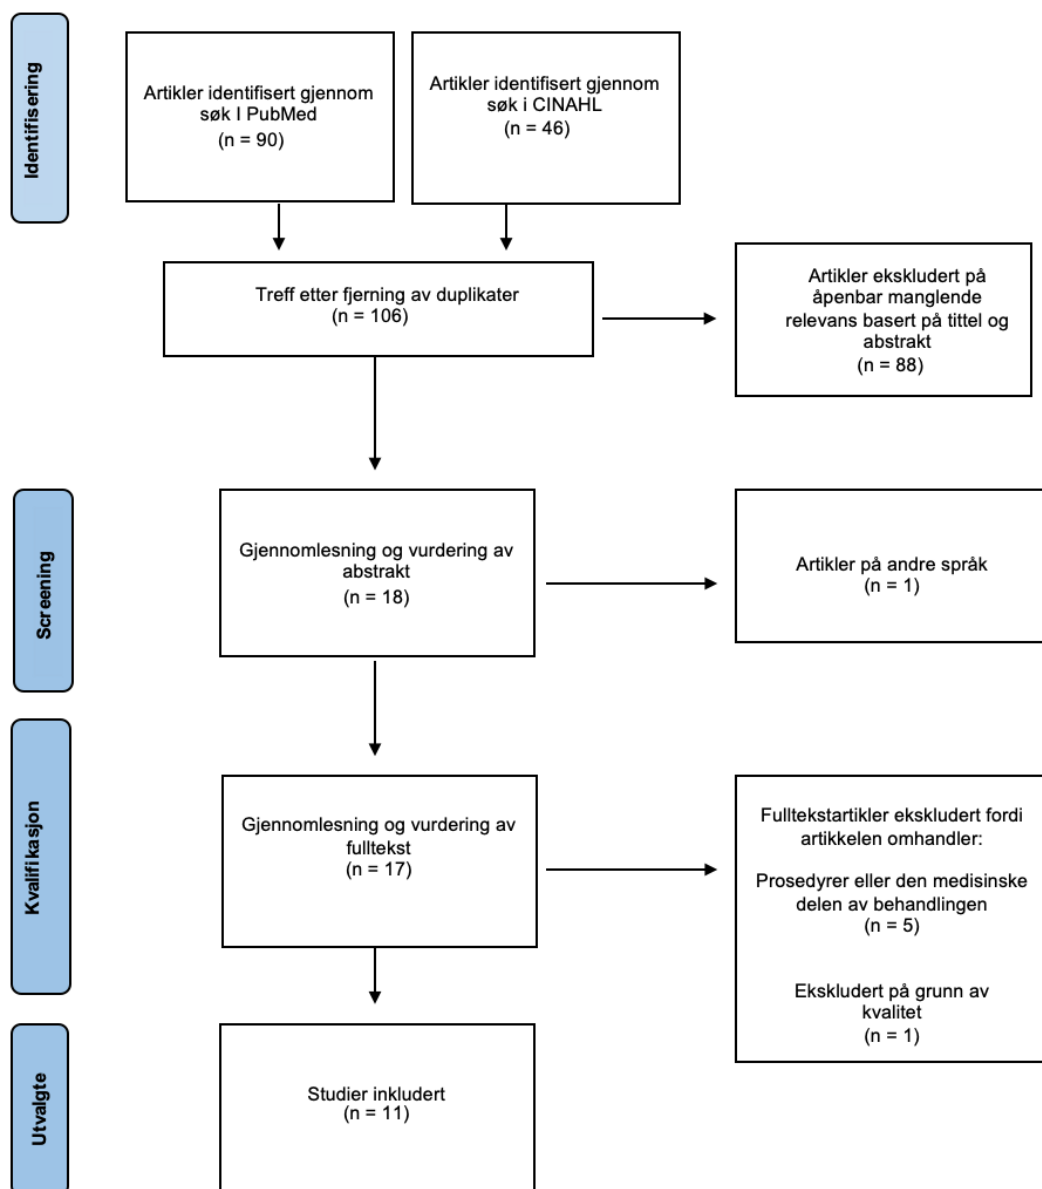 Identifisering
Artikler identifisert gjennom
søk I PubMed
(n = 90)
Artikler identifisert gjennom
søk i CINAHL
(n = 46)
Treff etter fjerning av duplikater
(n = 106)
Artikler ekskludert på
åpenbar manglende
relevans basert på tittel og
abstrakt
(n = 88)
Screening
Gjennomlesning og vurdering av
abstrakt
(n = 18)
Artikler på andre språk
(n = 1)
Kvalifikasjon
Gjennomlesning og vurdering av
fulltekst
(n = 17)
Fulltekstartikler ekskludert fordi
artikkelen omhandler:
Prosedyrer eller den medisinske
delen av behandlingen
(n = 5)
Ekskludert på grunn av
kvalitet
(n = 1)
Utvalgte
Studier inkludert
(n = 11)